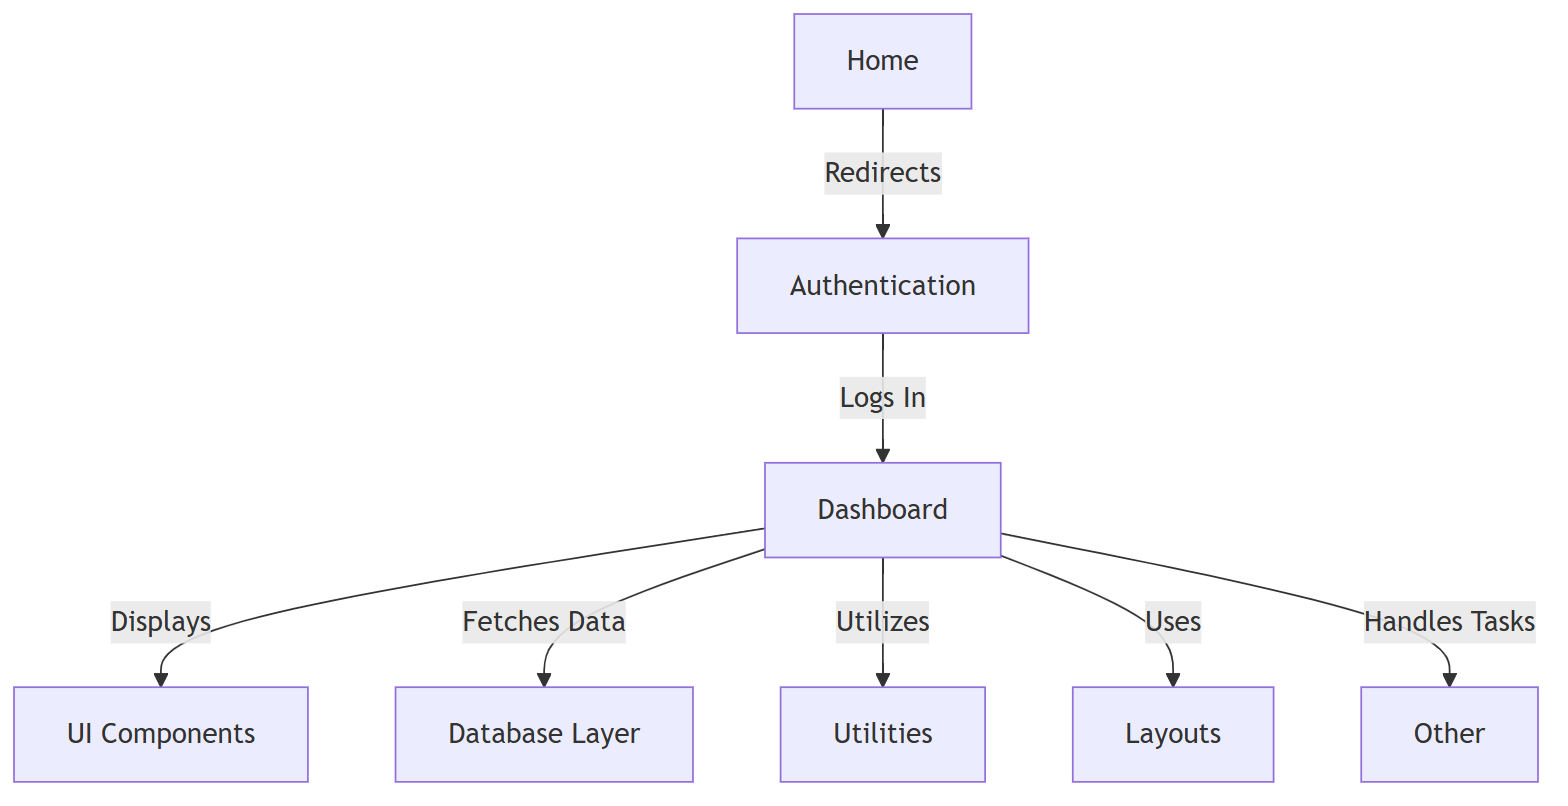 Home
Redirects
Authentication
Logs In
Dashboard
Displays
Fetches Data
Utilizes
Uses
Handles Tasks
UI Components
Database Layer
Utilities
Layouts
Other